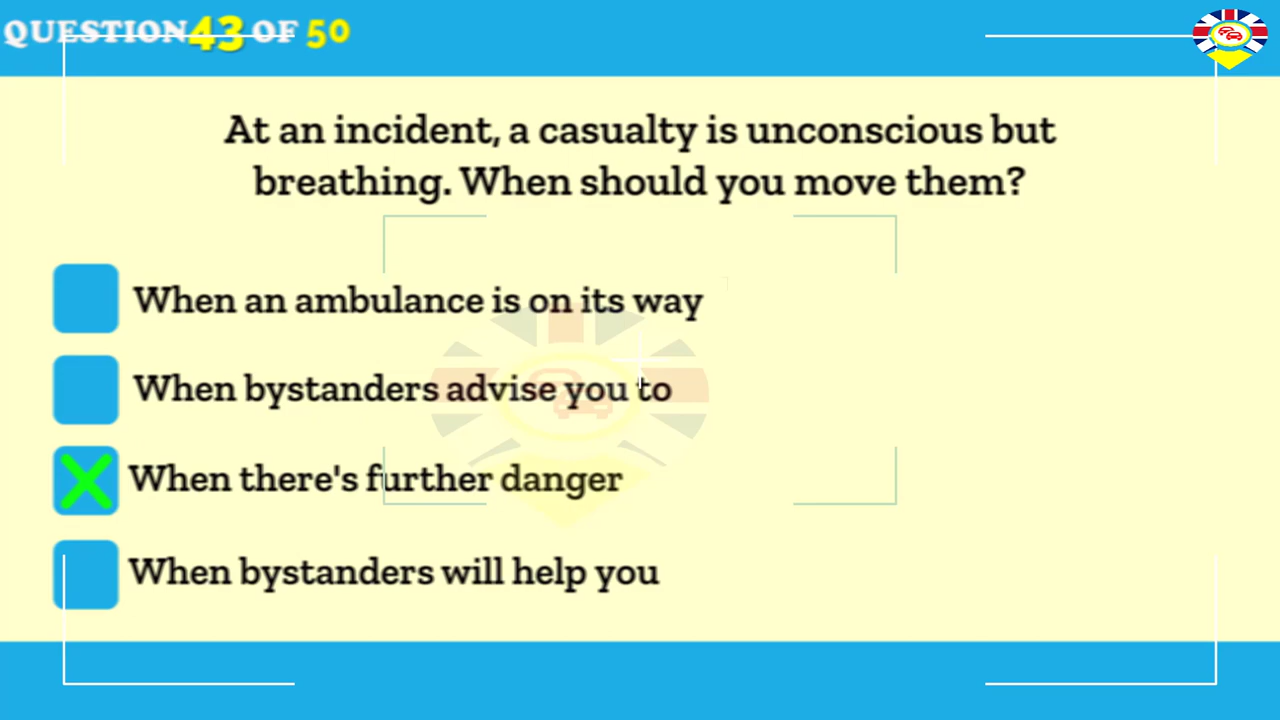 QUESTION 43 OF 50
At an incident, a casualty is unconscious but
breathing. When should you move them?
When an ambulance is on its way
When bystanders advise you to
When there's further danger
When bystanders will help you